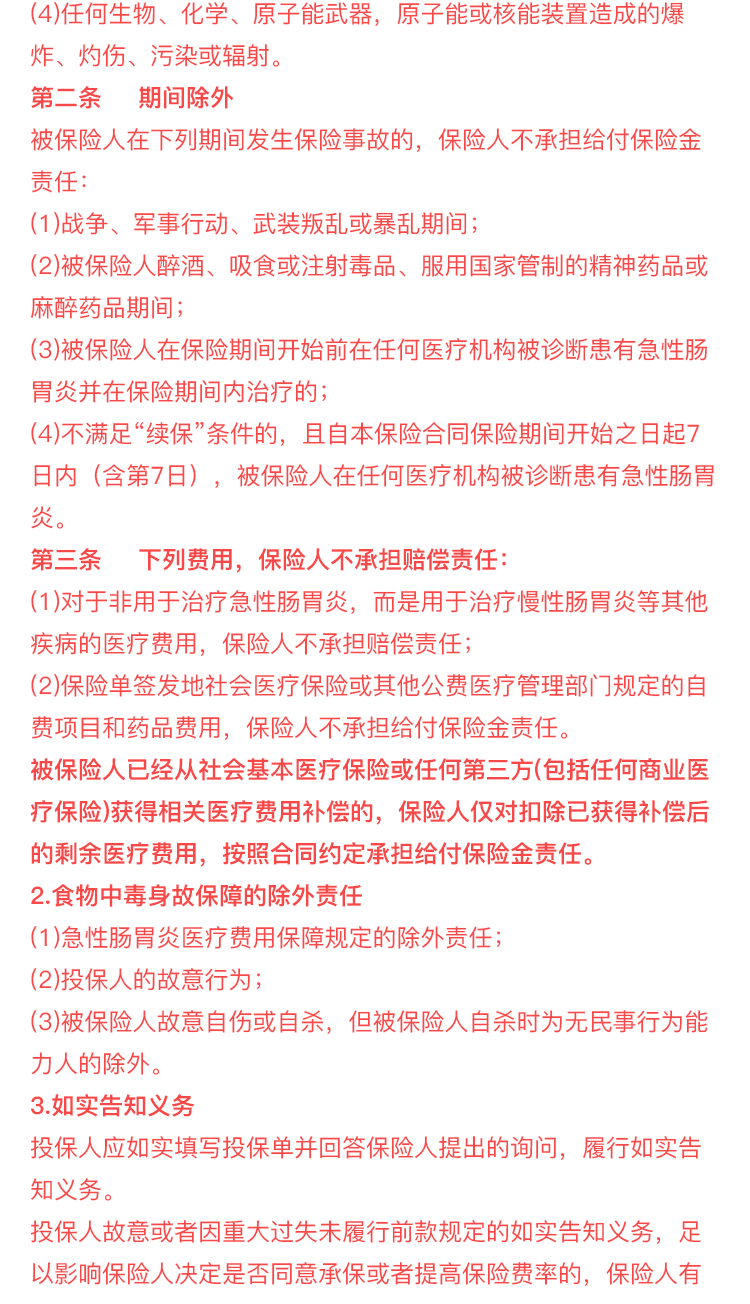 (4)任何生物、化学、原子能武器，原子能或核能装置造成的爆
炸、灼伤、污染或辐射。
第二条 期间除外
被保险人在下列期间发生保险事故的，保险人不承担给付保险金
责任：
(1)战争、军事行动、武装叛乱或暴乱期间；
(2)被保险人醉酒、吸食或注射毒品、服用国家管制的精神药品或
麻醉药品期间；
(3)被保险人在保险期间开始前在任何医疗机构被诊断患有急性肠
胃炎并在保险期间内治疗的；
(4)不满足“续保”条件的，且自本保险合同保险期间开始之日起7
日内（含第7日），被保险人在任何医疗机构被诊断患有急性肠胃
炎。
第三条 下列费用，保险人不承担赔偿责任：
(1)对于非用于治疗急性肠胃炎，而是用于治疗慢性肠胃炎等其他
疾病的医疗费用，保险人不承担赔偿责任；
(2)保险单签发地社会医疗保险或其他公费医疗管理部门规定的自
费项目和药品费用，保险人不承担给付保险金责任。
被保险人已经从社会基本医疗保险或任何第三方(包括任何商业医
疗保险)获得相关医疗费用补偿的，保险人仅对扣除已获得补偿后
的剩余医疗费用，按照合同约定承担给付保险金责任。
2.食物中毒身故保障的除外责任
(1)急性肠胃炎医疗费用保障规定的除外责任；
(2)投保人的故意行为；
(3)被保险人故意自伤或自杀，但被保险人自杀时为无民事行为能
力人的除外。
3.如实告知义务
投保人应如实填写投保单并回答保险人提出的询问，履行如实告
知义务。
投保人故意或者因重大过失未履行前款规定的如实告知义务，足
以影响保险人决定是否同意承保或者提高保险费率的，保险人有